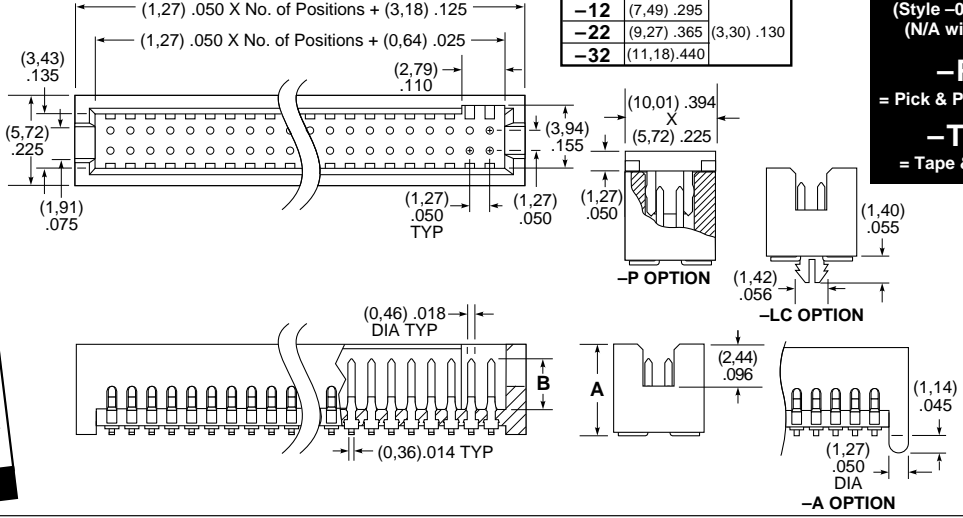 (1,27) .050 X No. of Positions + (3,18) .125
(1,27) .050 X No. of Positions + (0,64) .025
(3,43)
.135
(2,79)
.110
(5,72)
.225
(3,94)
.155
(1,91)
.075
(1,27)
.050
TYP
(1,27)
.050
–12 (7,49) .295
–22 (9,27) .365 (3,30) .130
–32 (11,18).440
(10,01) .394
X
(5,72) .225
(1,27)
.050
–P OPTION
(1,40)
.055
(1,42)
.056
–LC OPTION
(Style –0
(N/A wi
= Pick & P
–T
= Tape &
(0,46) .018
DIA TYP
B
(0,36).014 TYP
A
(2,44)
.096
(1,14)
.045
(1,27)
.050
DIA
–A OPTION